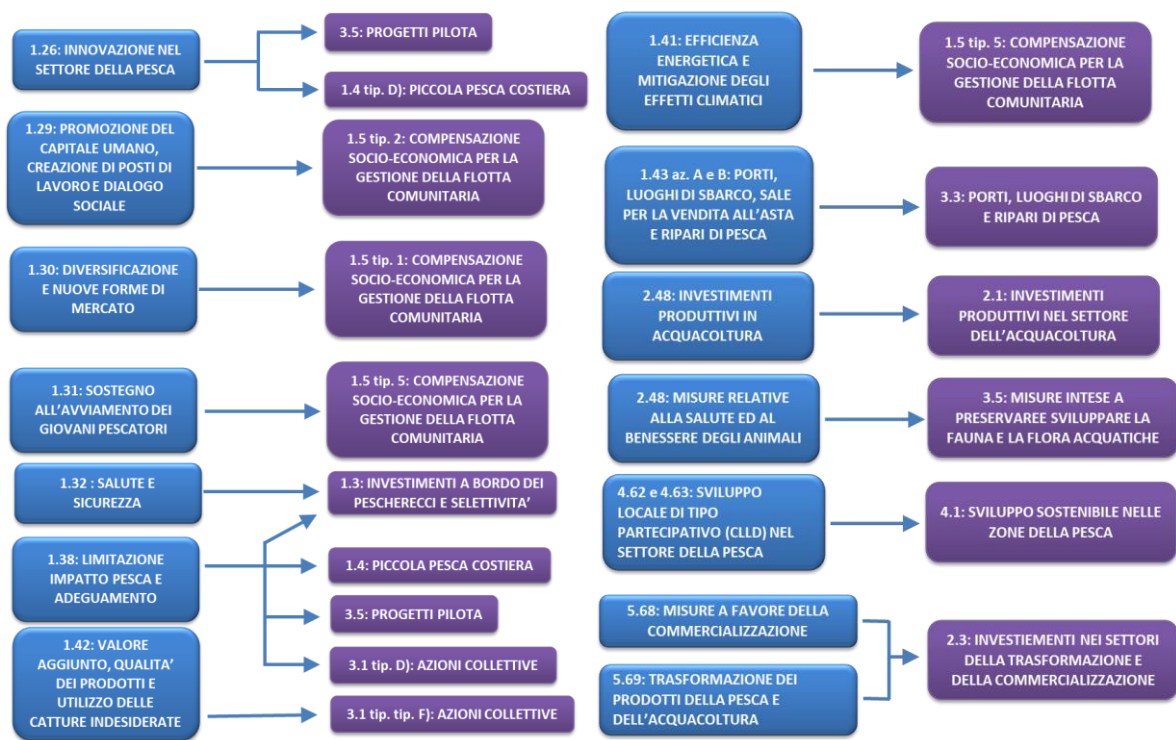 1.26: INNOVAZIONE NEL
SETTORE DELLA PESCA
3.5: PROGETTI PILOTA
1.4 tip. D): PICCOLA PESCA COSTIERA
1.29: PROMOZIONE DEL
CAPITALE UMANO,
CREAZIONE DI POSTI DI
LAVORO E DIALOGO
SOCIALE
1.5 tip. 2: COMPENSAZIONE
SOCIO-ECONOMICA PER LA
GESTIONE DELLA FLOTTA
COMUNITARIA
1.30: DIVERSIFICAZIONE
E NUOVE FORME DI
MERCATO
1.5 tip. 1: COMPENSAZIONE
SOCIO-ECONOMICA PER LA
GESTIONE DELLA FLOTTA
COMUNITARIA
1.31: SOSTEGNO
ALL'AVVIAMENTO DEI
GIOVANI PESCATORI
1.5 tip. 5: COMPENSAZIONE
SOCIO-ECONOMICA PER LA
GESTIONE DELLA FLOTTA
COMUNITARIA
1.32 : SALUTE E
SICUREZZA
1.3: INVESTIMENTI A BORDO DEI
PESCHERECCI E SELETTIVITA'
1.38: LIMITAZIONE
IMPATTO PESCA E
ADEGUAMENTO
1.4: PICCOLA PESCA COSTIERA
3.5: PROGETTI PILOTA
3.1 tip. D): AZIONI COLLETTIVE
1.42: VALORE
AGGIUNTO, QUALITA'
DEI PRODOTTI E
UTILIZZO DELLE
CATTURE INDESIDERATE
3.1 tip. tip. F): AZIONI COLLETTIVE
1.41: EFFICIENZA
ENERGETICA E
MITIGAZIONE DEGLI
EFFETTI CLIMATICI
1.5 tip. 5: COMPENSAZIONE
SOCIO-ECONOMICA PER LA
GESTIONE DELLA FLOTTA
COMUNITARIA
1.43 az. A e B: PORTI,
LUOGHI DI SBARCO, SALE
PER LA VENDITA ALL'ASTA
E RIPARI DI PESCA
3.3: PORTI, LUOGHI DI SBARCO
E RIPARI DI PESCA
2.48: INVESTIMENTI
PRODUTTIVI IN
ACQUACOLTURA
2.1: INVESTIMENTI
PRODUTTIVI NEL SETTORE
DELL'ACQUACOLTURA
2.48: MISURE RELATIVE
ALLA SALUTE ED AL
BENESSERE DEGLI ANIMALI
3.5: MISURE INTESE A
PRESERVAREE SVILUPPARE LA
FAUNA E LA FLORA ACQUATICHE
4.62 e 4.63: SVILUPPO
LOCALE DI TIPO
PARTECIPATIVO (CLLD) NEL
SETTORE DELLA PESCA
4.1: SVILUPPO SOSTENIBILE NELLE
ZONE DELLA PESCA
5.68: MISURE A FAVORE DELLA
COMMERCIALIZZAZIONE
5.69: TRASFORMAZIONE DEI
PRODOTTI DELLA PESCA E
DELL'ACQUACOLTURA
2.3: INVESTIEMENTI NEI SETTORI
DELLA TRASFORMAZIONE E
DELLA COMMERCIALIZZAZIONE